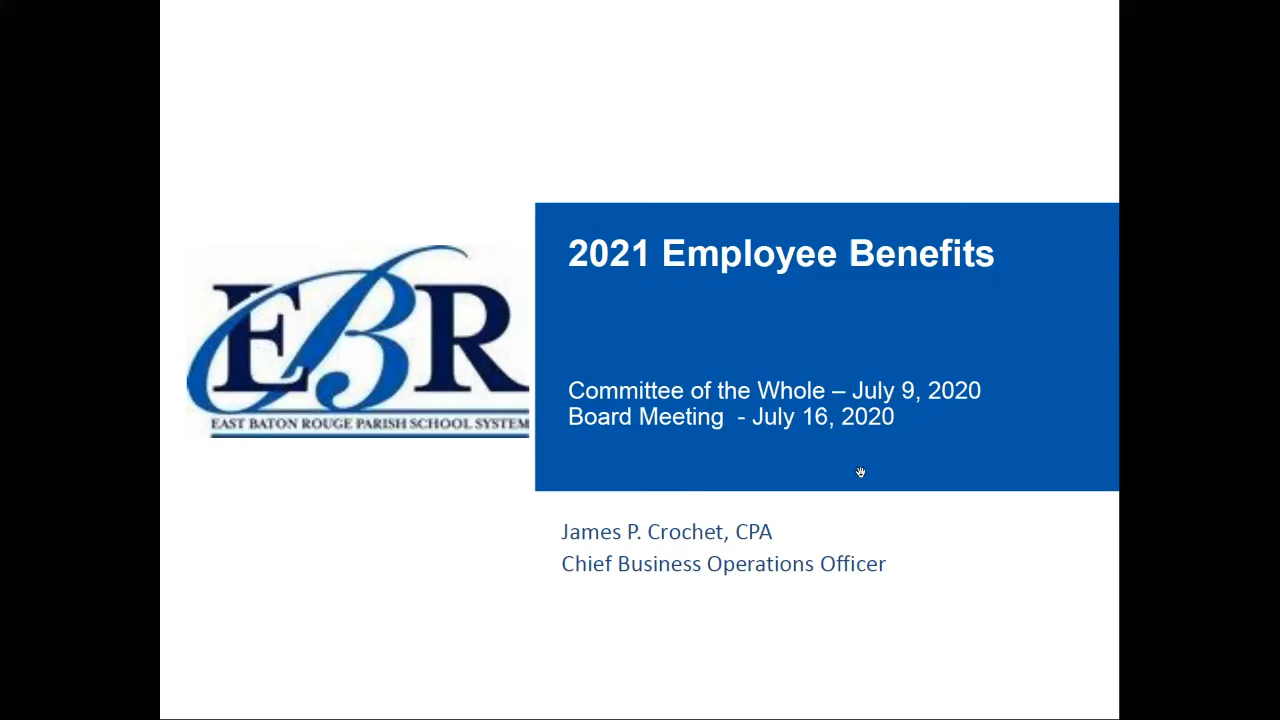 EBR
EAST BATON ROUGE PARISH SCHOOL SYSTEM
2021 Employee Benefits
Committee of the Whole – July 9, 2020
Board Meeting  - July 16, 2020
James P. Crochet, CPA
Chief Business Operations Officer